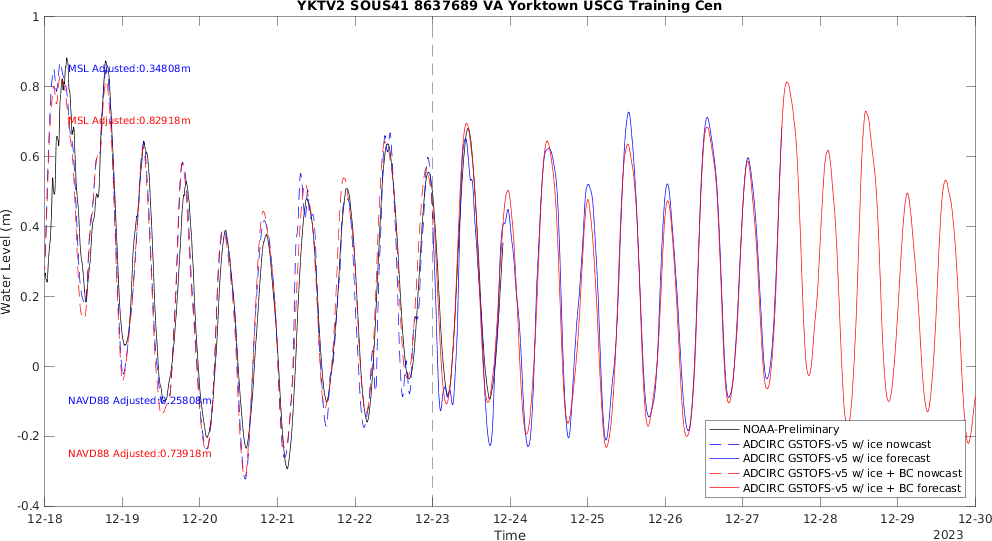 YKTV2 SOUS41 8637689 VA Yorktown USCG Training Cen
1
0.8
0.6
0.4
0.2
0
-0.2
-0.4
Water Level (m)
MSL Adjusted:0.34808m
MSL Adjusted:0.82918m
NAVD88 Adjusted:0.25808m
NAVD88 Adjusted:0.73918m
NOAA-Preliminary
ADCIRC GSTOFS-v5 w/ ice nowcast
ADCIRC GSTOFS-v5 w/ ice forecast
ADCIRC GSTOFS-v5 w/ ice + BC nowcast
ADCIRC GSTOFS-v5 w/ ice + BC forecast
12-18 12-19 12-20 12-21 12-22 12-23 12-24 12-25 12-26 12-27 12-28 12-29 12-30
Time
2023